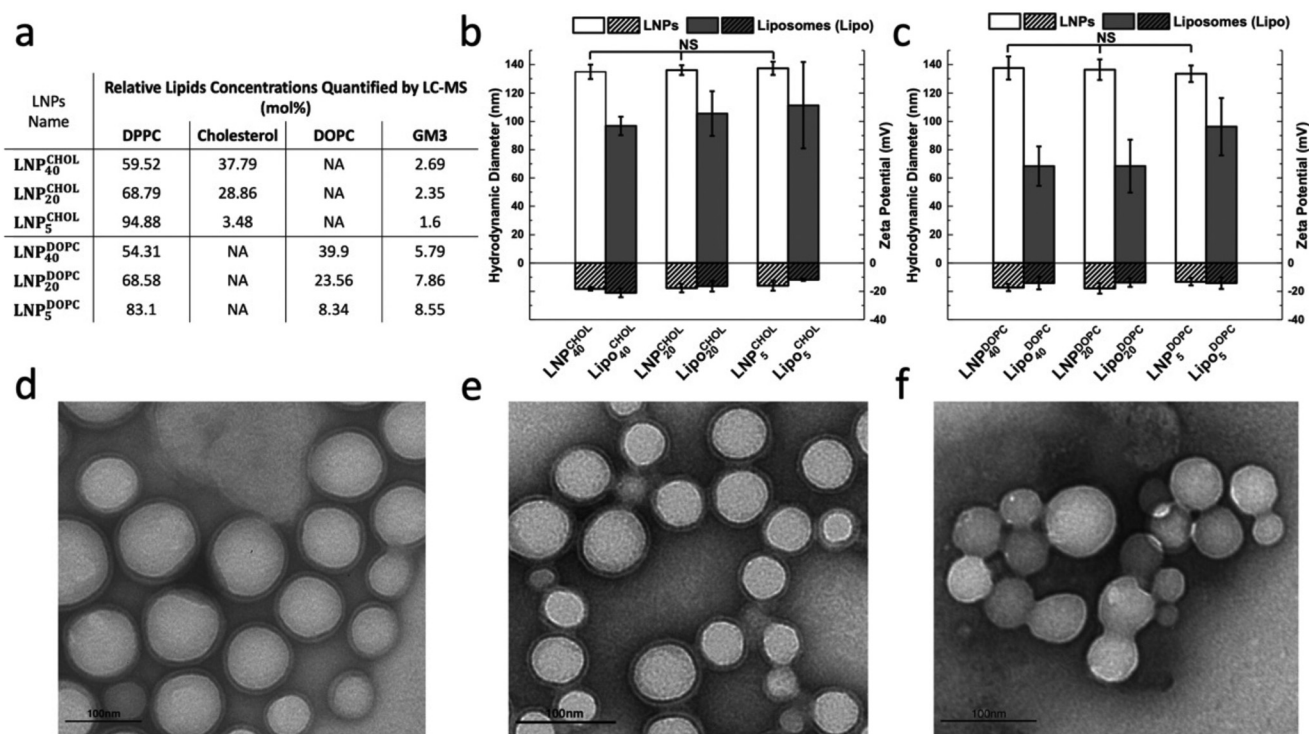 a
LNPs
Name
Relative Lipids Concentrations Quantified by LC-MS
(mol%)
DPPC Cholesterol DOPC GM3
LNP₄₀ᶜᴴᴼᴸ 59.52 37.79 NA 2.69
LNP₂₀ᶜᴴᴼᴸ 68.79 28.86 NA 2.35
LNP₅ᶜᴴᴼᴸ 94.88 3.48 NA 1.6
LNP₄₀ᴰᴼᴾᶜ 54.31 NA 39.9 5.79
LNP₂₀ᴰᴼᴾᶜ 68.58 NA 23.56 7.86
LNP₅ᴰᴼᴾᶜ 83.1 NA 8.34 8.55
b
LNPs Liposomes (Lipo)
NS
Hydrodynamic Diameter (nm)
140
120
100
80
60
40
20
0
Zeta Potential (mV)
0
-20
-40
LNP₄₀ᶜᴴᴼᴸ
Lipo₄₀ᶜᴴᴼᴸ
LNP₂₀ᶜᴴᴼᴸ
Lipo₂₀ᶜᴴᴼᴸ
LNP₅ᶜᴴᴼᴸ
Lipo₅ᶜᴴᴼᴸ
c
LNPs Liposomes (Lipo)
NS
Hydrodynamic Diameter (nm)
140
120
100
80
60
40
20
0
Zeta Potential (mV)
0
-20
-40
LNP₄₀ᴰᴼᴾᶜ
Lipo₄₀ᴰᴼᴾᶜ
LNP₂₀ᴰᴼᴾᶜ
Lipo₂₀ᴰᴼᴾᶜ
LNP₅ᴰᴼᴾᶜ
Lipo₅ᴰᴼᴾᶜ
d
100nm
e
100nm
f
100nm